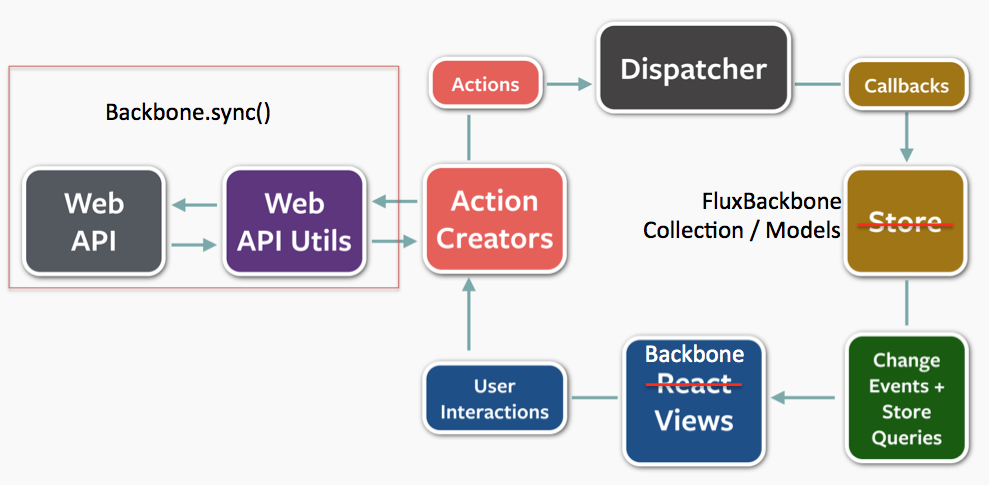 Backbone.sync()
Web
API
Web
API Utils
Actions
Action
Creators
Dispatcher
Callbacks
FluxBackbone
Collection / Models
Store
Change
Events +
Store
Queries
Backbone
React
Views
User
Interactions